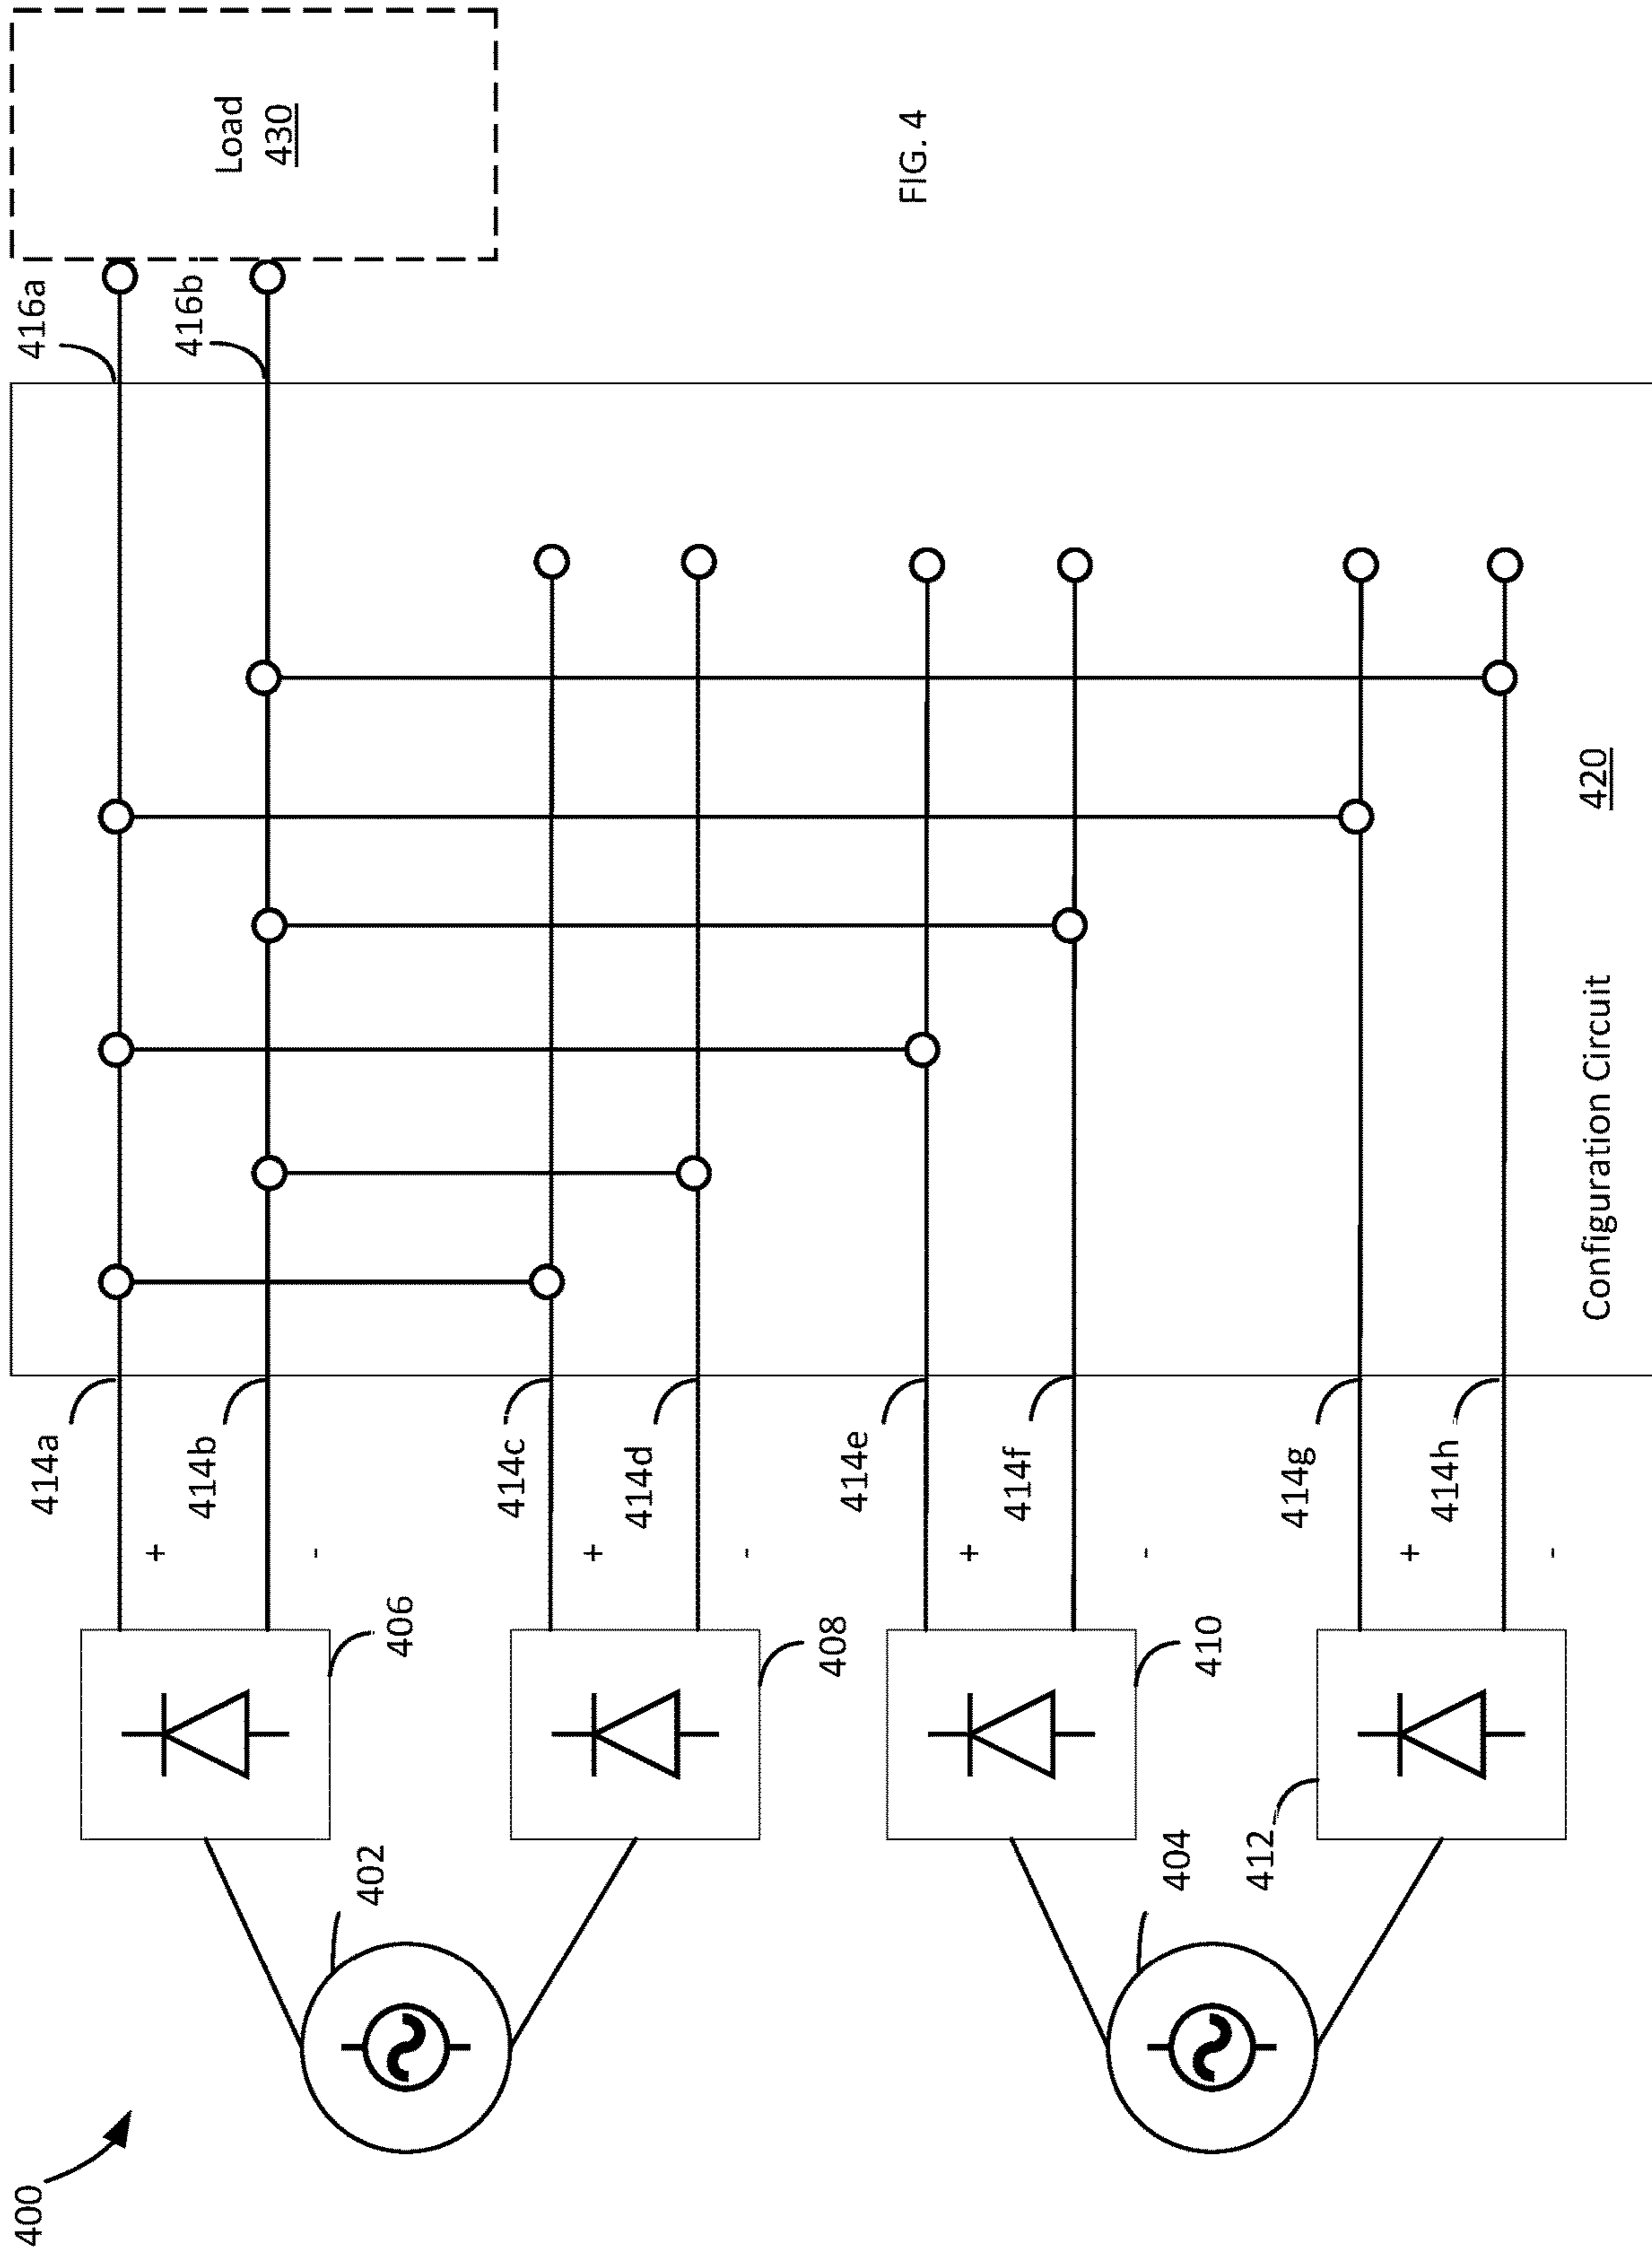 400
402
404
406
408
410
412
+
-
+
-
+
-
+
-
414a
414b
414c
414d
414e
414f
414g
414h
Configuration Circuit
420
416a
416b
Load
430
FIG. 4